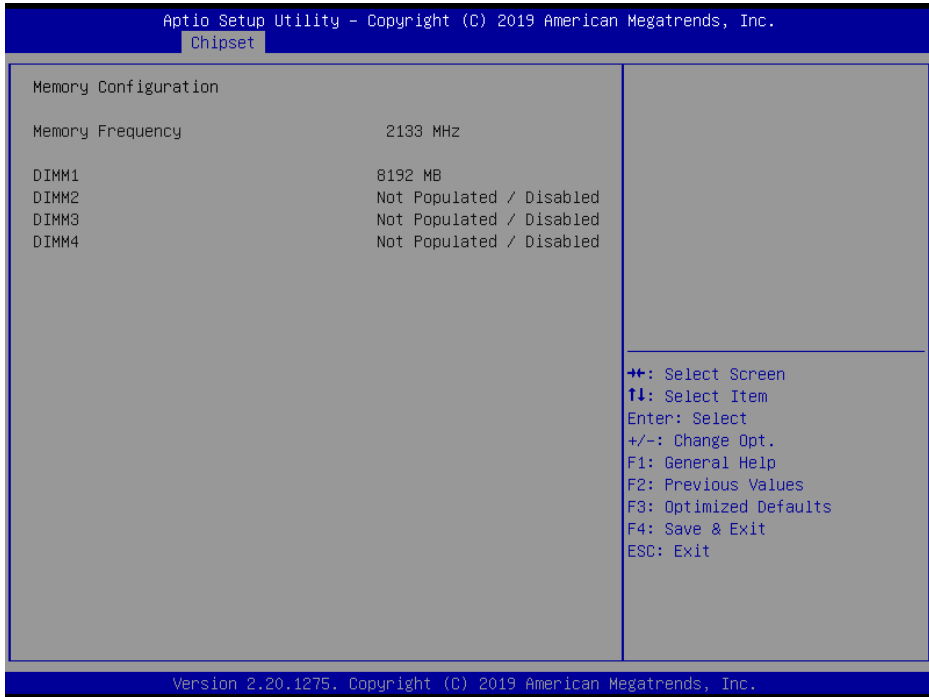 Aptio Setup Utility – Copyright (C) 2019 American Megatrends, Inc.
Chipset
Memory Configuration
Memory Frequency 2133 MHz
DIMM1 8192 MB
DIMM2 Not Populated / Disabled
DIMM3 Not Populated / Disabled
DIMM4 Not Populated / Disabled
→←: Select Screen
↑↓: Select Item
Enter: Select
+/-: Change Opt.
F1: General Help
F2: Previous Values
F3: Optimized Defaults
F4: Save & Exit
ESC: Exit
Version 2.20.1275. Copyright (C) 2019 American Megatrends, Inc.